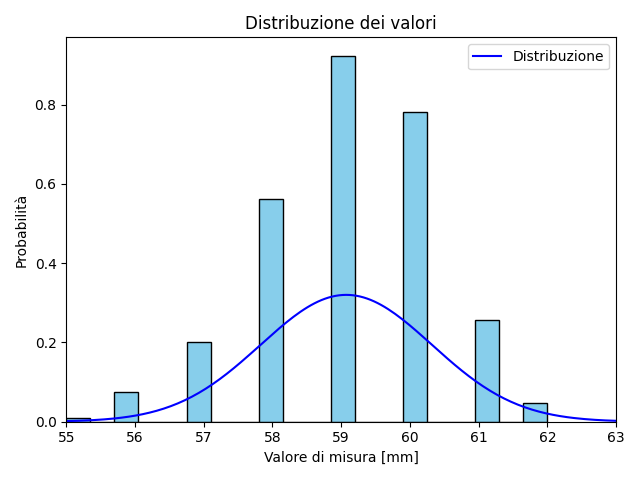 Distribuzione dei valori
Distribuzione
Probabilità
0.8
0.6
0.4
0.2
0.0
55 56 57 58 59 60 61 62 63
Valore di misura [mm]